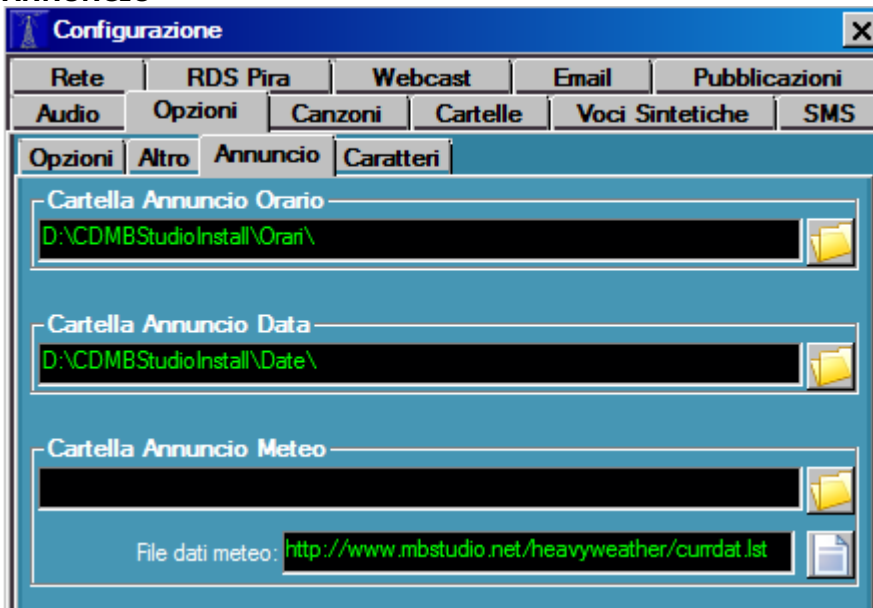 ANNUNCIO
Configurazione
Rete RDS Pira Webcast Email Pubblicazioni
Audio Opzioni Canzoni Cartelle Voci Sintetiche SMS
Opzioni Altro Annuncio Caratteri
Cartella Annuncio Orario
D:\CDMBStudioInstall\Orari\
Cartella Annuncio Data
D:\CDMBStudioInstall\Date\
Cartella Annuncio Meteo
File dati meteo: http://www.mbstudio.net/heavyweather/currdat.lst